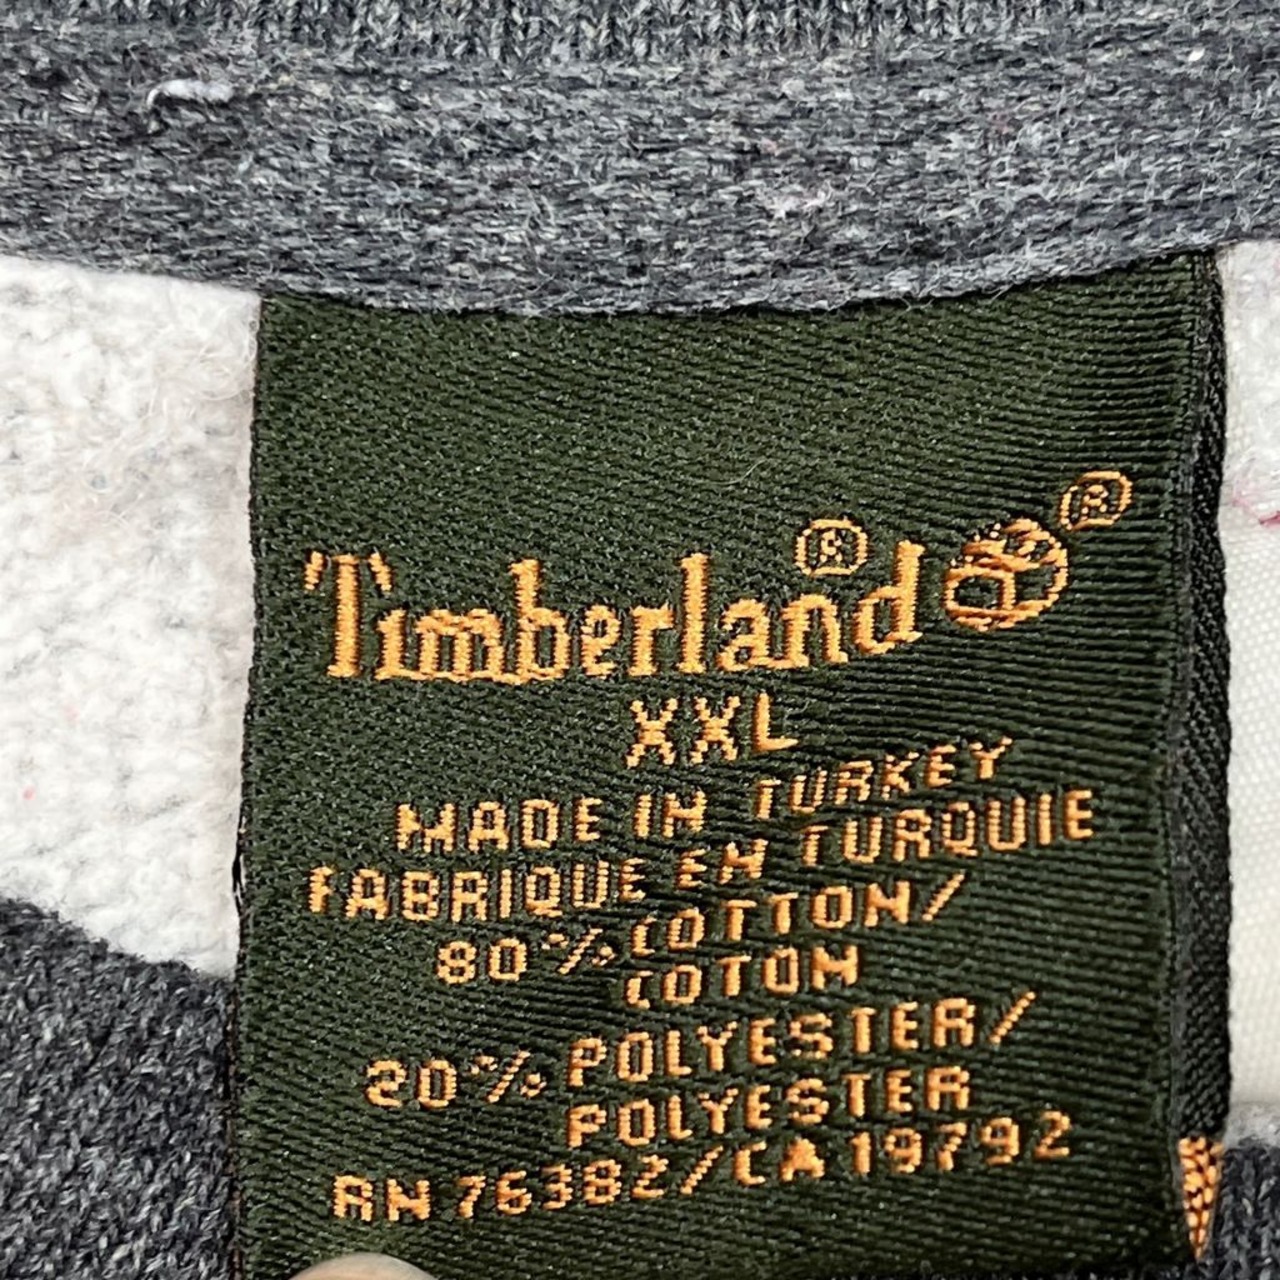 Timberland® ®
XXL
MADE IN TURKEY
FABRIQUE EN TURQUIE
80% COTTON/
COTON
20% POLYESTER/
POLYESTER
RN 76382/CA 19792